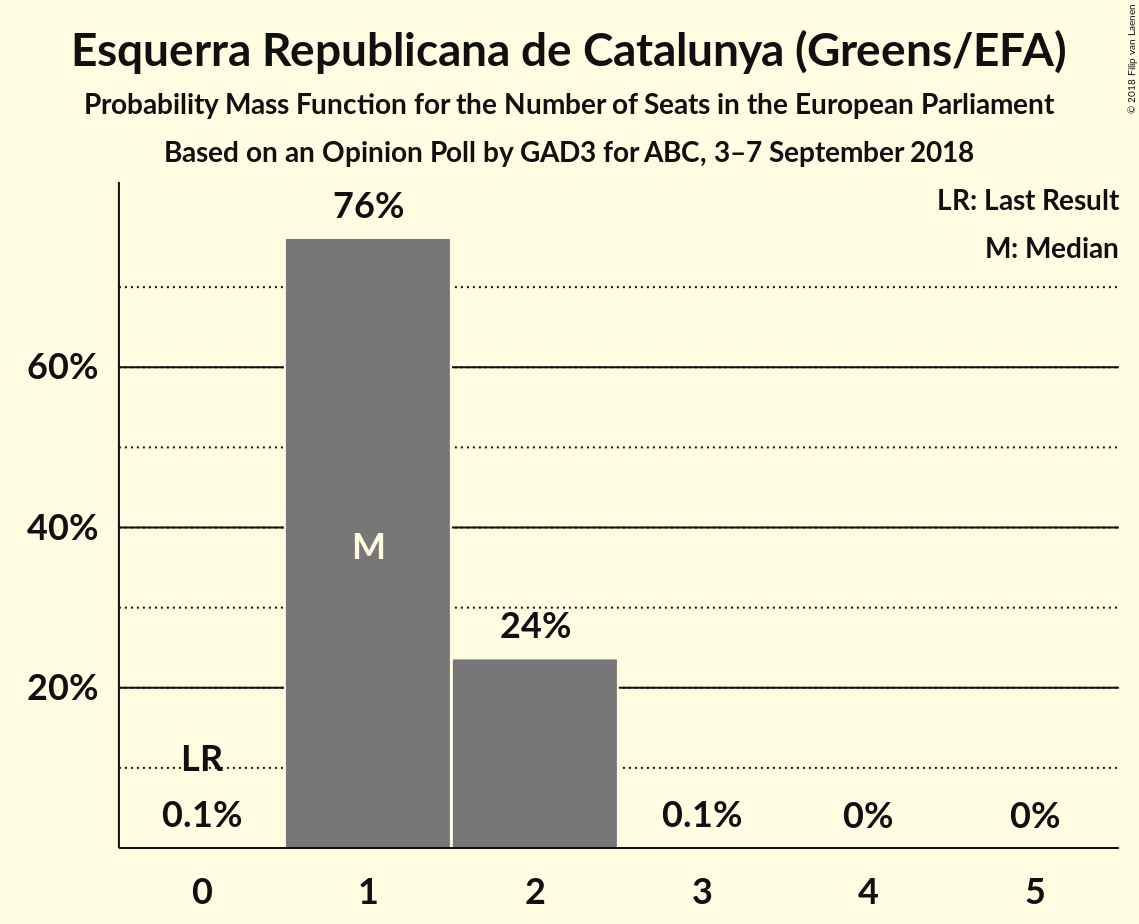 Esquerra Republicana de Catalunya (Greens/EFA)
Probability Mass Function for the Number of Seats in the European Parliament
Based on an Opinion Poll by GAD3 for ABC, 3–7 September 2018
© 2018 Filip van Laenen
LR: Last Result
M: Median
76%
60%
40%
M
24%
20%
LR
0.1%
0.1%
0%
0%
0
1
2
3
4
5